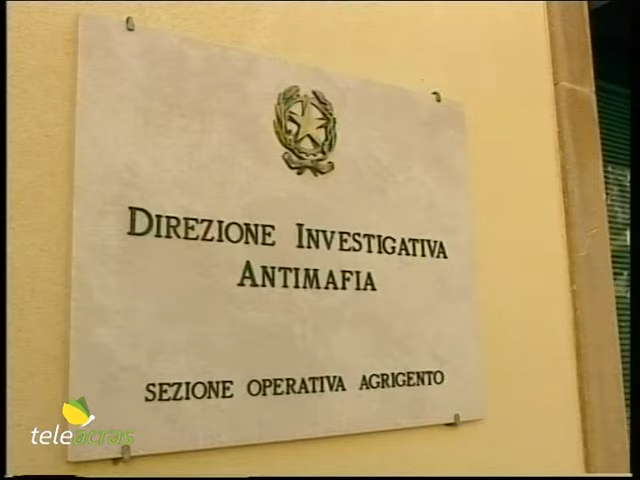 DIREZIONE INVESTIGATIVA
ANTIMAFIA
SEZIONE OPERATIVA AGRIGENTO
teleacras